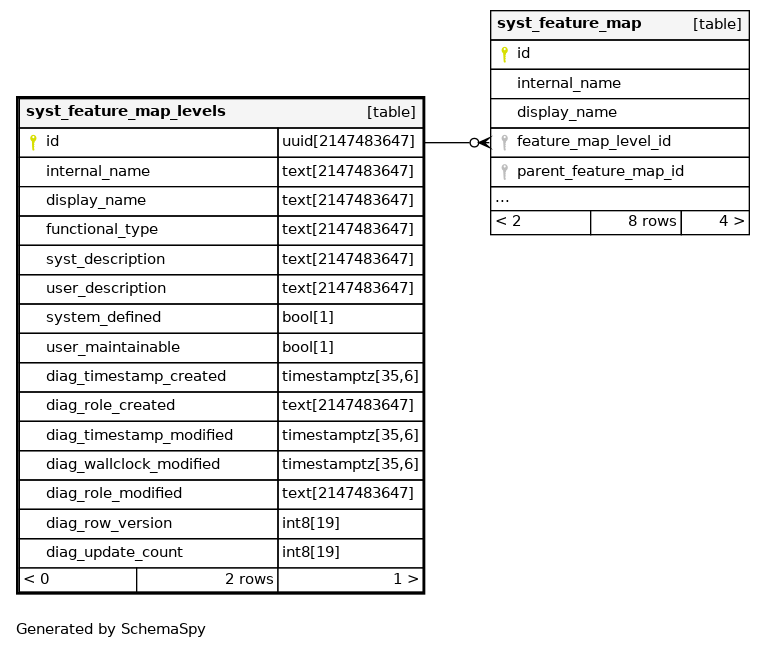 syst_feature_map [table]
id
internal_name
display_name
feature_map_level_id
parent_feature_map_id
...
< 2 8 rows 4 >
syst_feature_map_levels [table]
id uuid[2147483647]
internal_name text[2147483647]
display_name text[2147483647]
functional_type text[2147483647]
syst_description text[2147483647]
user_description text[2147483647]
system_defined bool[1]
user_maintainable bool[1]
diag_timestamp_created timestamptz[35,6]
diag_role_created text[2147483647]
diag_timestamp_modified timestamptz[35,6]
diag_wallclock_modified timestamptz[35,6]
diag_role_modified text[2147483647]
diag_row_version int8[19]
diag_update_count int8[19]
< 0 2 rows 1 >
Generated by SchemaSpy